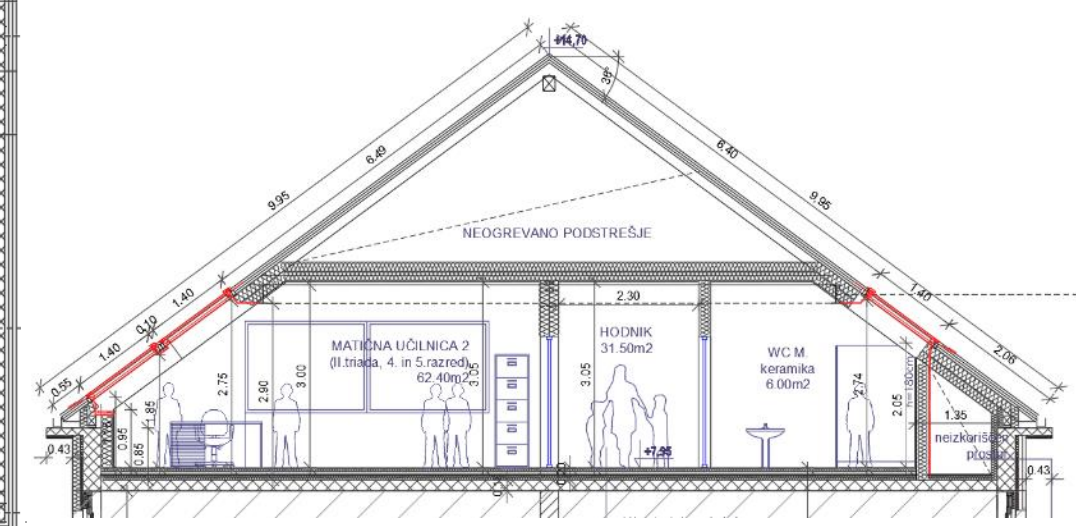 +14,70
36°
6.49
9.95
6.40
9.95
NEOGREVANO PODSTREŠJE
1.40
0.10
1.40
0.55
1.40
2.06
2.30
MATIČNA UČILNICA 2
(II.triada, 4. in 5.razred)
62.40m2
HODNIK
31.50m2
WC M.
keramika
6.00m2
2.75
2.90
3.00
3.05
3.05
2.74
2.05
h=180cm
1.85
0.95
0.85
1.35
neizkoriščen
+7,95
0.43
0.43